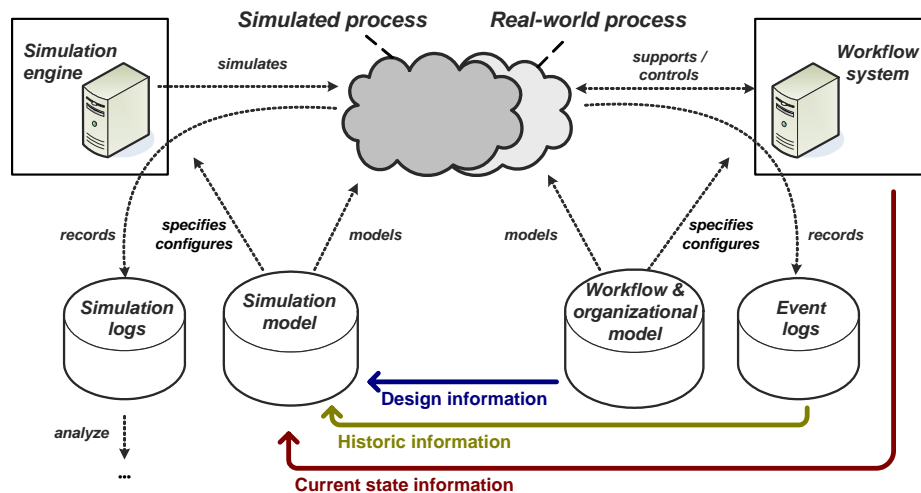 Simulated process
Real-world process
Simulation
engine
simulates
supports /
controls
Workflow
system
records
specifies
configures
models
models
specifies
configures
records
Simulation
logs
Simulation
model
Workflow &
organizational
model
Event
logs
Design information
analyze
Historic information
...
Current state information